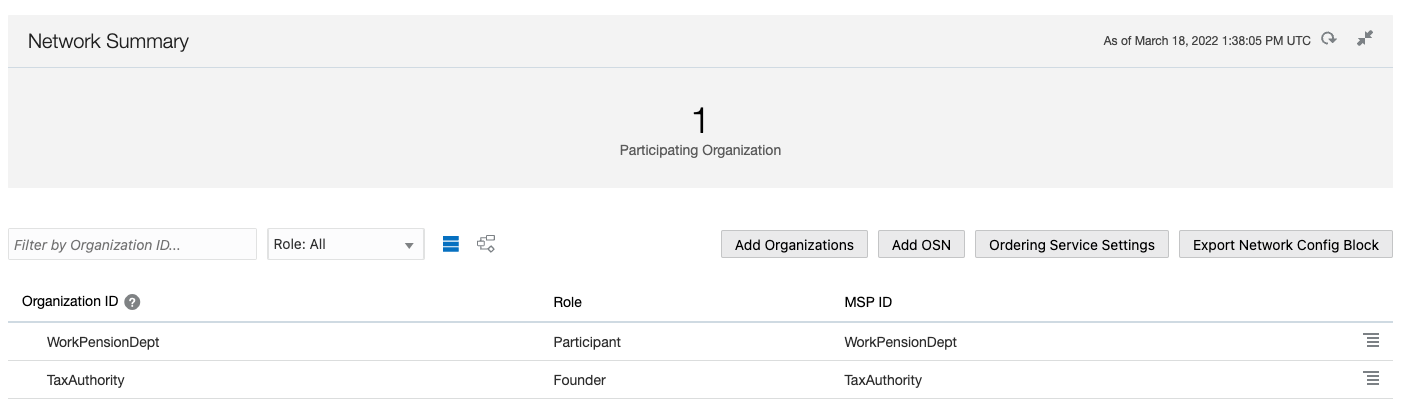 Network Summary
As of March 18, 2022 1:38:05 PM UTC
1
Participating Organization
Filter by Organization ID...
Role: All
Add Organizations
Add OSN
Ordering Service Settings
Export Network Config Block
Organization ID ? Role MSP ID
WorkPensionDept Participant WorkPensionDept
TaxAuthority Founder TaxAuthority